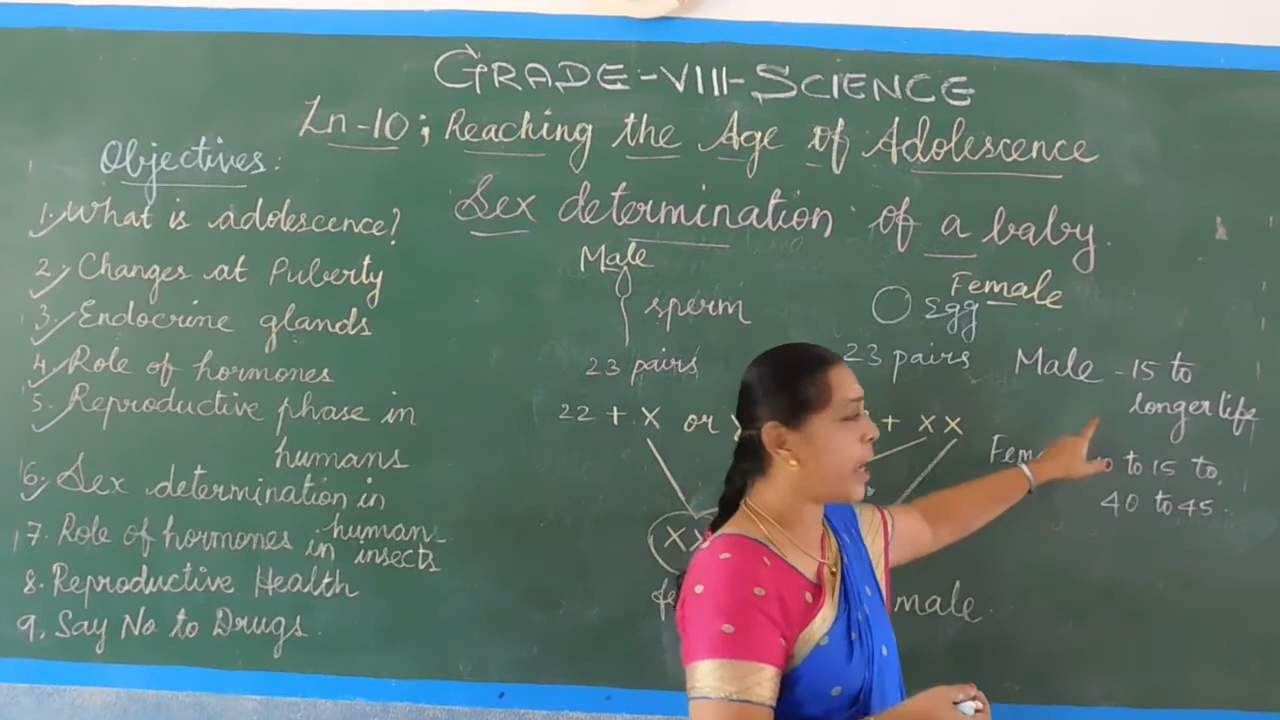 GRADE-VIII-SCIENCE
Ln-10; Reaching the Age of Adolescence
Objectives:
1. What is adolescence?
2. Changes at Puberty
3. Endocrine glands
4. Role of hormones
5. Reproductive phase in
humans
6. Sex determination in
humans
7. Role of hormones in insects
8. Reproductive Health
9. Say No to Drugs.
Sex determination of a baby.
Male
sperm
23 pairs
22 + X or
Female
Egg
23 pairs
+ XX
male.
Male - 15 to
longer life
to 15 to
40 to 45.